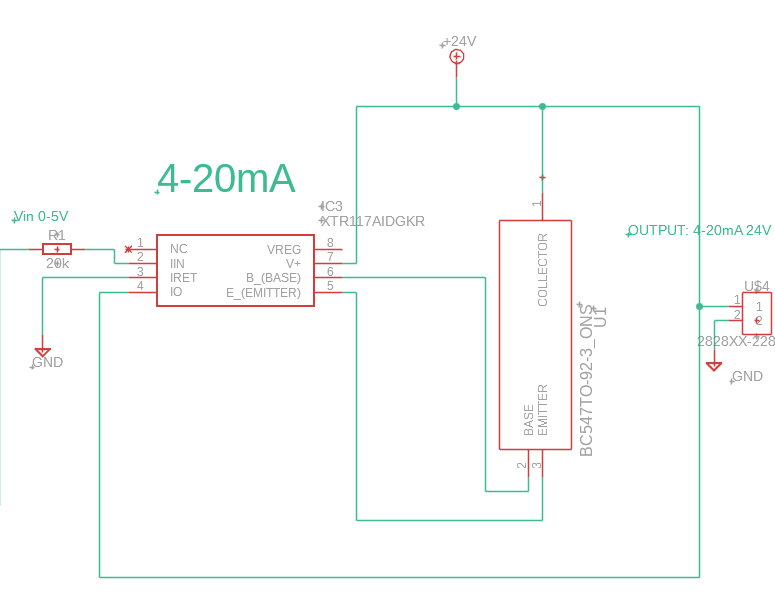 +24V
4-20mA
IC3
XTR117AIDGKR
Vin 0-5V
R1
20k
1
2
3
4
NC
IIN
IRET
IO
VREG
V+
B_(BASE)
E_(EMITTER)
8
7
6
5
GND
1
COLLECTOR
BASE
EMITTER
2
3
BC547TO-92-3_ONS
U1
OUTPUT: 4-20mA 24V
U$4
1
2
1
2
2828XX-228
GND